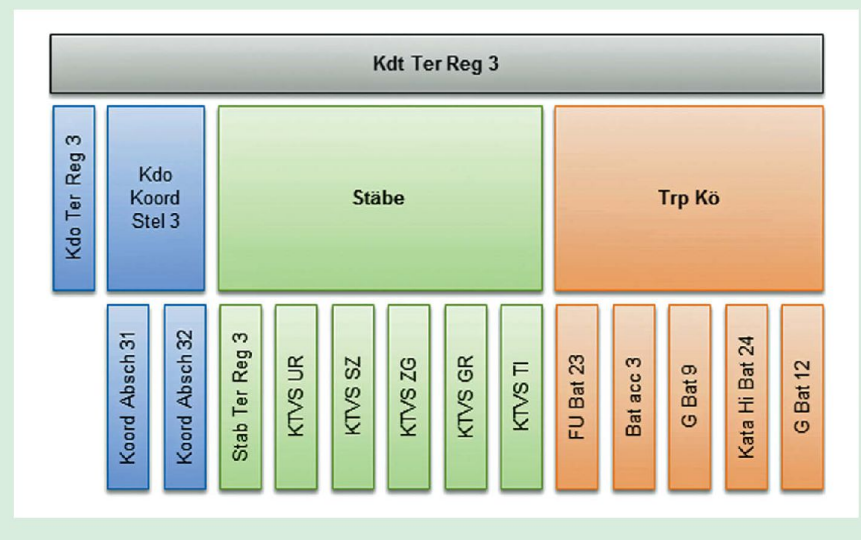 Kdt Ter Reg 3
Kdo Ter Reg 3
Kdo
Koord
Stel 3
Stäbe
Trp Kö
Koord Absch 31
Koord Absch 32
Stab Ter Reg 3
KTVS UR
KTVS SZ
KTVS ZG
KTVS GR
KTVS TI
FU Bat 23
Bat acc 3
G Bat 9
Kata Hi Bat 24
G Bat 12